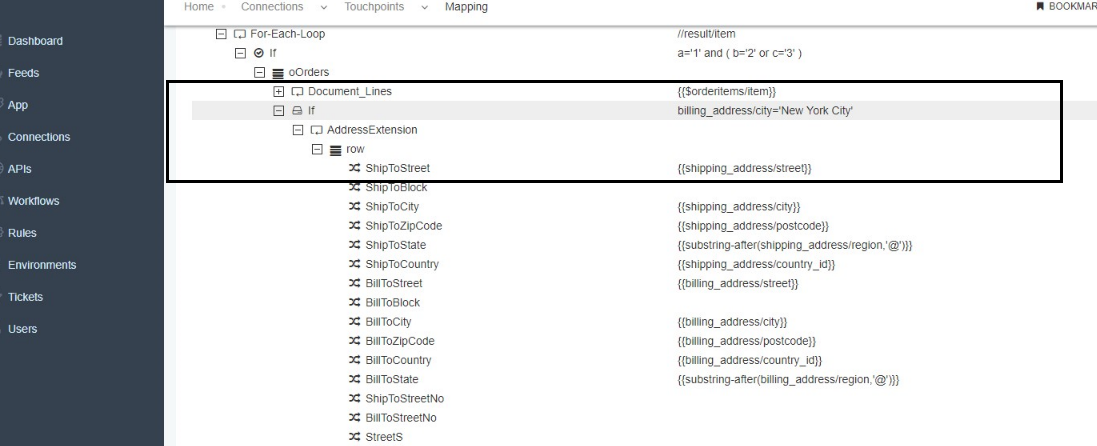 Home Connections Touchpoints Mapping BOOKMAR
Dashboard
Feeds
App
Connections
APIs
Workflows
Rules
Environments
Tickets
Users
For-Each-Loop //result/item
If a='1' and ( b='2' or c='3' )
oOrders
Document_Lines {{$orderitems/item}}
If billing_address/city='New York City'
AddressExtension
row
ShipToStreet {{shipping_address/street}}
ShipToBlock
ShipToCity {{shipping_address/city}}
ShipToZipCode {{shipping_address/postcode}}
ShipToState {{substring-after(shipping_address/region,'@')}}
ShipToCountry {{shipping_address/country_id}}
BillToStreet {{billing_address/street}}
BillToBlock
BillToCity {{billing_address/city}}
BillToZipCode {{billing_address/postcode}}
BillToCountry {{billing_address/country_id}}
BillToState {{substring-after(billing_address/region,'@')}}
ShipToStreetNo
BillToStreetNo
StreetS